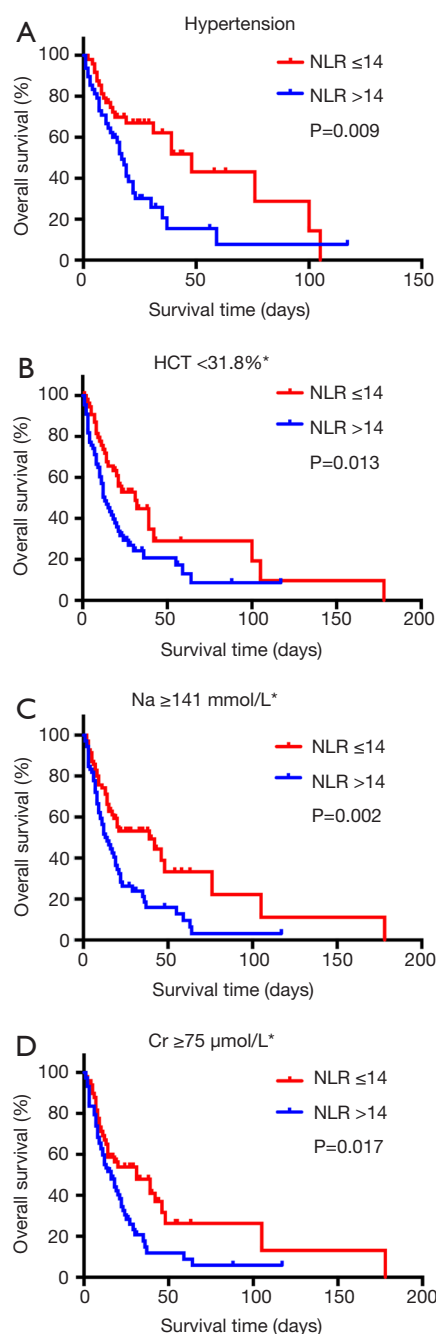 A
Hypertension
Overall survival (%)
100
80
60
40
20
0
NLR ≤14
NLR >14
P=0.009
0
50
100
150
Survival time (days)
B
HCT <31.8%*
Overall survival (%)
100
80
60
40
20
0
NLR ≤14
NLR >14
P=0.013
0
50
100
150
200
Survival time (days)
C
Na ≥141 mmol/L*
Overall survival (%)
100
80
60
40
20
0
NLR ≤14
NLR >14
P=0.002
0
50
100
150
200
Survival time (days)
D
Cr ≥75 μmol/L*
Overall survival (%)
100
80
60
40
20
0
NLR ≤14
NLR >14
P=0.017
0
50
100
150
200
Survival time (days)